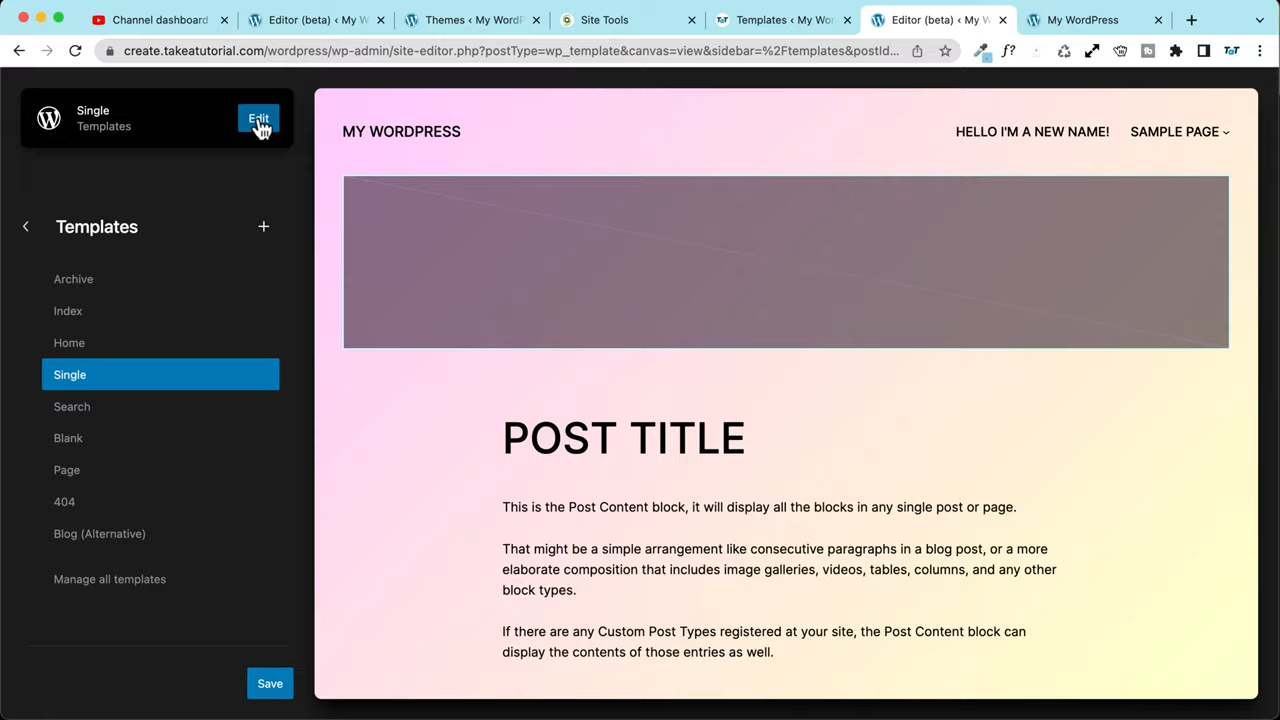 Channel dashboard
Editor (beta) ‹ My W
Themes ‹ My WordP
Site Tools
Templates ‹ My Wor
Editor (beta) ‹ My W
My WordPress
create.takeatutorial.com/wordpress/wp-admin/site-editor.php?postType=wp_template&canvas=view&sidebar=%2Ftemplates&postId...
Single
Templates
Edit
MY WORDPRESS
HELLO I'M A NEW NAME!
SAMPLE PAGE
Templates
Archive
Index
Home
Single
Search
Blank
Page
404
Blog (Alternative)
Manage all templates
Save
POST TITLE
This is the Post Content block, it will display all the blocks in any single post or page.
That might be a simple arrangement like consecutive paragraphs in a blog post, or a more
elaborate composition that includes image galleries, videos, tables, columns, and any other
block types.
If there are any Custom Post Types registered at your site, the Post Content block can
display the contents of those entries as well.